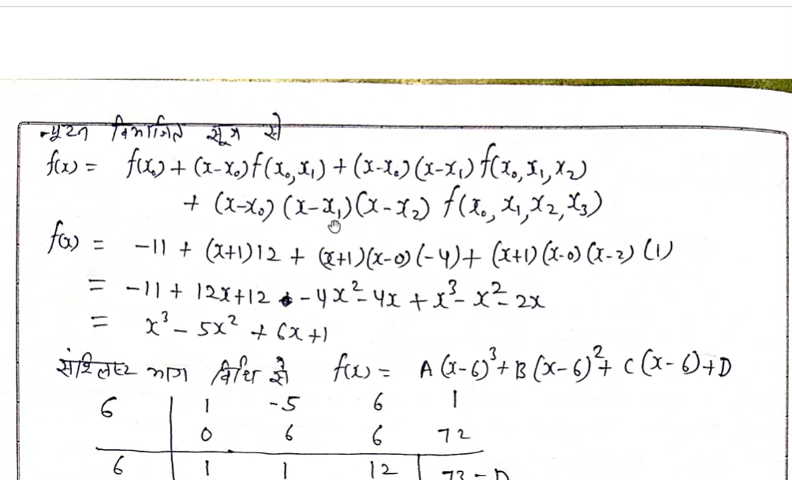 न्यूटन विभाजित सूत्र से
f(x) = f(x₀) + (x-x₀) f(x₀, x₁) + (x-x₀) (x-x₁) f(x₀, x₁, x₂)
+ (x-x₀) (x-x₁) (x-x₂) f(x₀, x₁, x₂, x₃)
f(x) = -11 + (x+1)12 + (x+1)(x-0)(-4) + (x+1)(x-0)(x-2)(1)
= -11 + 12x+12 - 4x² - 4x + x³ - x² - 2x
= x³ - 5x² + 6x+1
संश्लिष्ट भाग विधि से f(x) = A(x-6)³ + B(x-6)² + C(x-6) + D
6 | 1 -5 6 1
0 6 6 72
6 | 1 1 12 | 73 = D